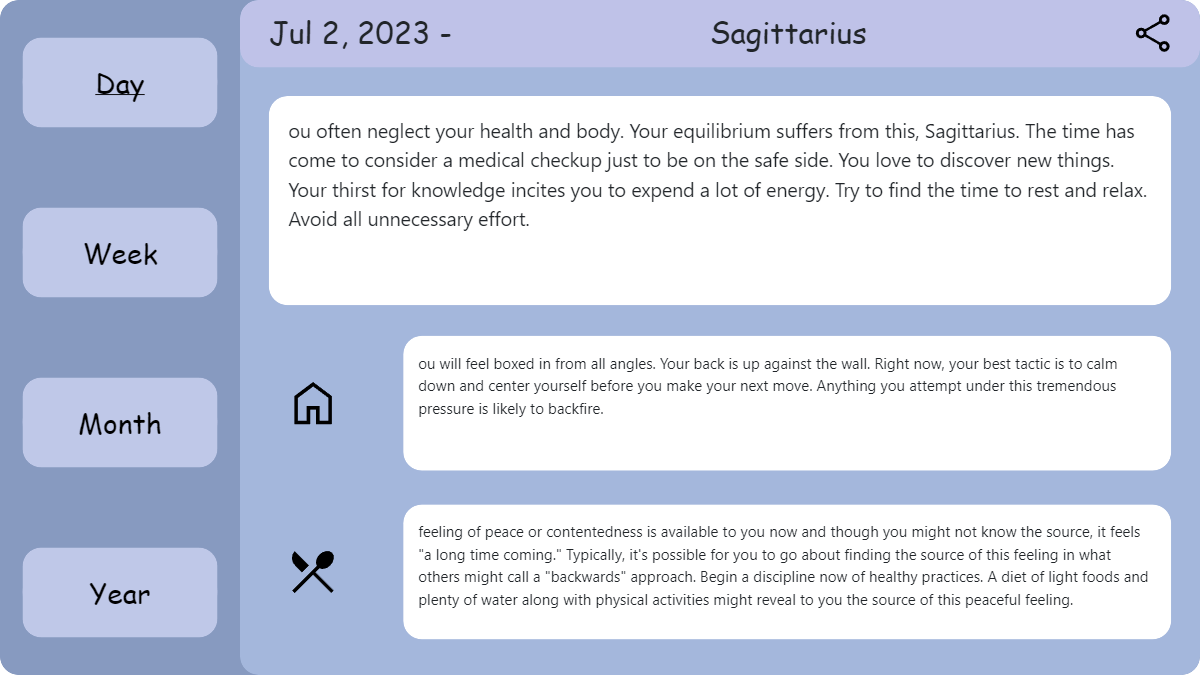 Day
Week
Month
Year
Jul 2, 2023 -
Sagittarius
ou often neglect your health and body. Your equilibrium suffers from this, Sagittarius. The time has
come to consider a medical checkup just to be on the safe side. You love to discover new things.
Your thirst for knowledge incites you to expend a lot of energy. Try to find the time to rest and relax.
Avoid all unnecessary effort.
ou will feel boxed in from all angles. Your back is up against the wall. Right now, your best tactic is to calm
down and center yourself before you make your next move. Anything you attempt under this tremendous
pressure is likely to backfire.
feeling of peace or contentedness is available to you now and though you might not know the source, it feels
"a long time coming." Typically, it's possible for you to go about finding the source of this feeling in what
others might call a "backwards" approach. Begin a discipline now of healthy practices. A diet of light foods and
plenty of water along with physical activities might reveal to you the source of this peaceful feeling.